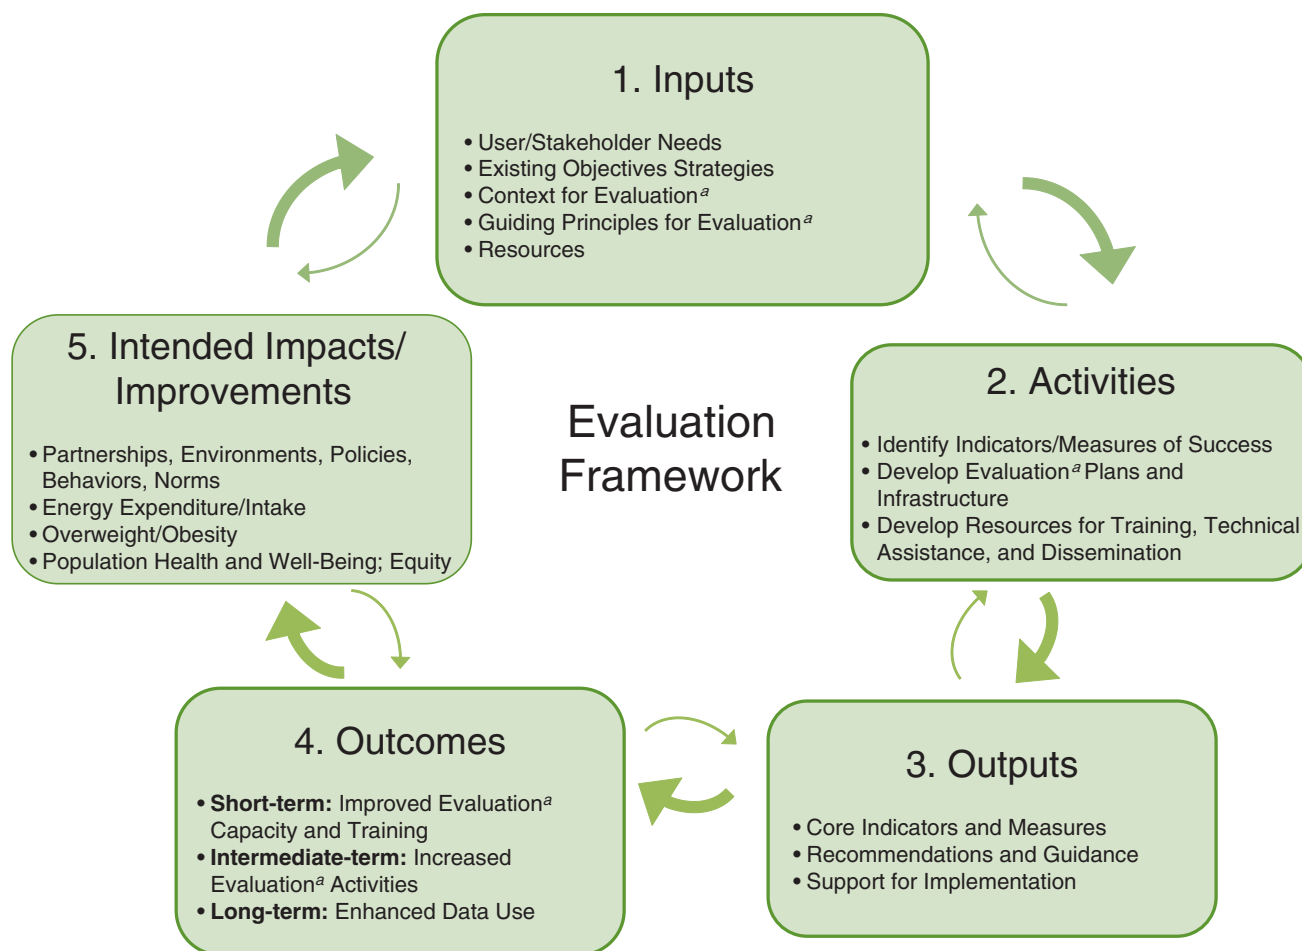 1. Inputs
• User/Stakeholder Needs
• Existing Objectives Strategies
• Context for Evaluationᵃ
• Guiding Principles for Evaluationᵃ
• Resources
5. Intended Impacts/
Improvements
• Partnerships, Environments, Policies,
Behaviors, Norms
• Energy Expenditure/Intake
• Overweight/Obesity
• Population Health and Well-Being; Equity
Evaluation
Framework
2. Activities
• Identify Indicators/Measures of Success
• Develop Evaluationᵃ Plans and
Infrastructure
• Develop Resources for Training, Technical
Assistance, and Dissemination
4. Outcomes
• Short-term: Improved Evaluationᵃ
Capacity and Training
• Intermediate-term: Increased
Evaluationᵃ Activities
• Long-term: Enhanced Data Use
3. Outputs
• Core Indicators and Measures
• Recommendations and Guidance
• Support for Implementation